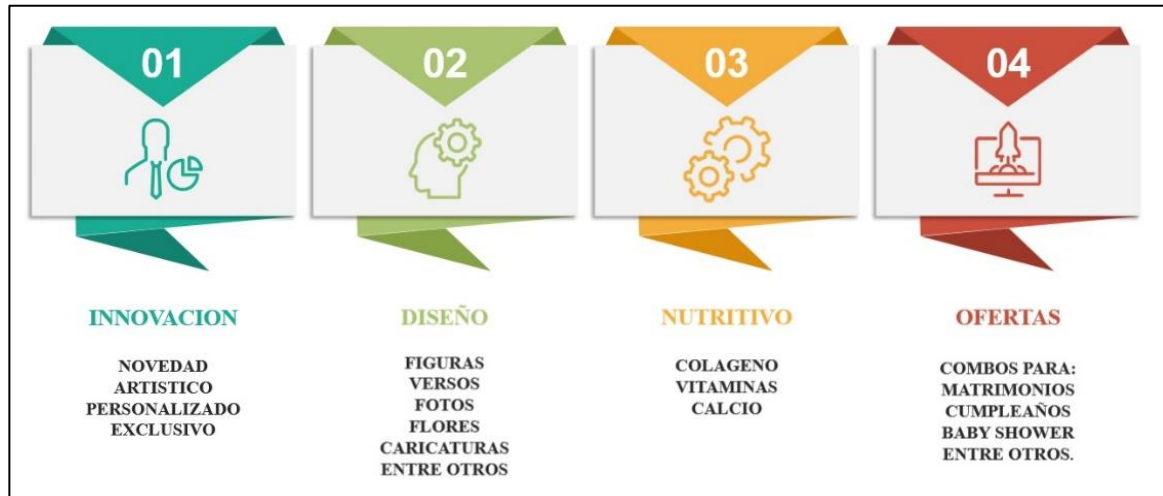 01
02
03
04
INNOVACION
NOVEDAD
ARTISTICO
PERSONALIZADO
EXCLUSIVO
DISEÑO
FIGURAS
VERSOS
FOTOS
FLORES
CARICATURAS
ENTRE OTROS
NUTRITIVO
COLAGENO
VITAMINAS
CALCIO
OFERTAS
COMBOS PARA:
MATRIMONIOS
CUMPLEAÑOS
BABY SHOWER
ENTRE OTROS.